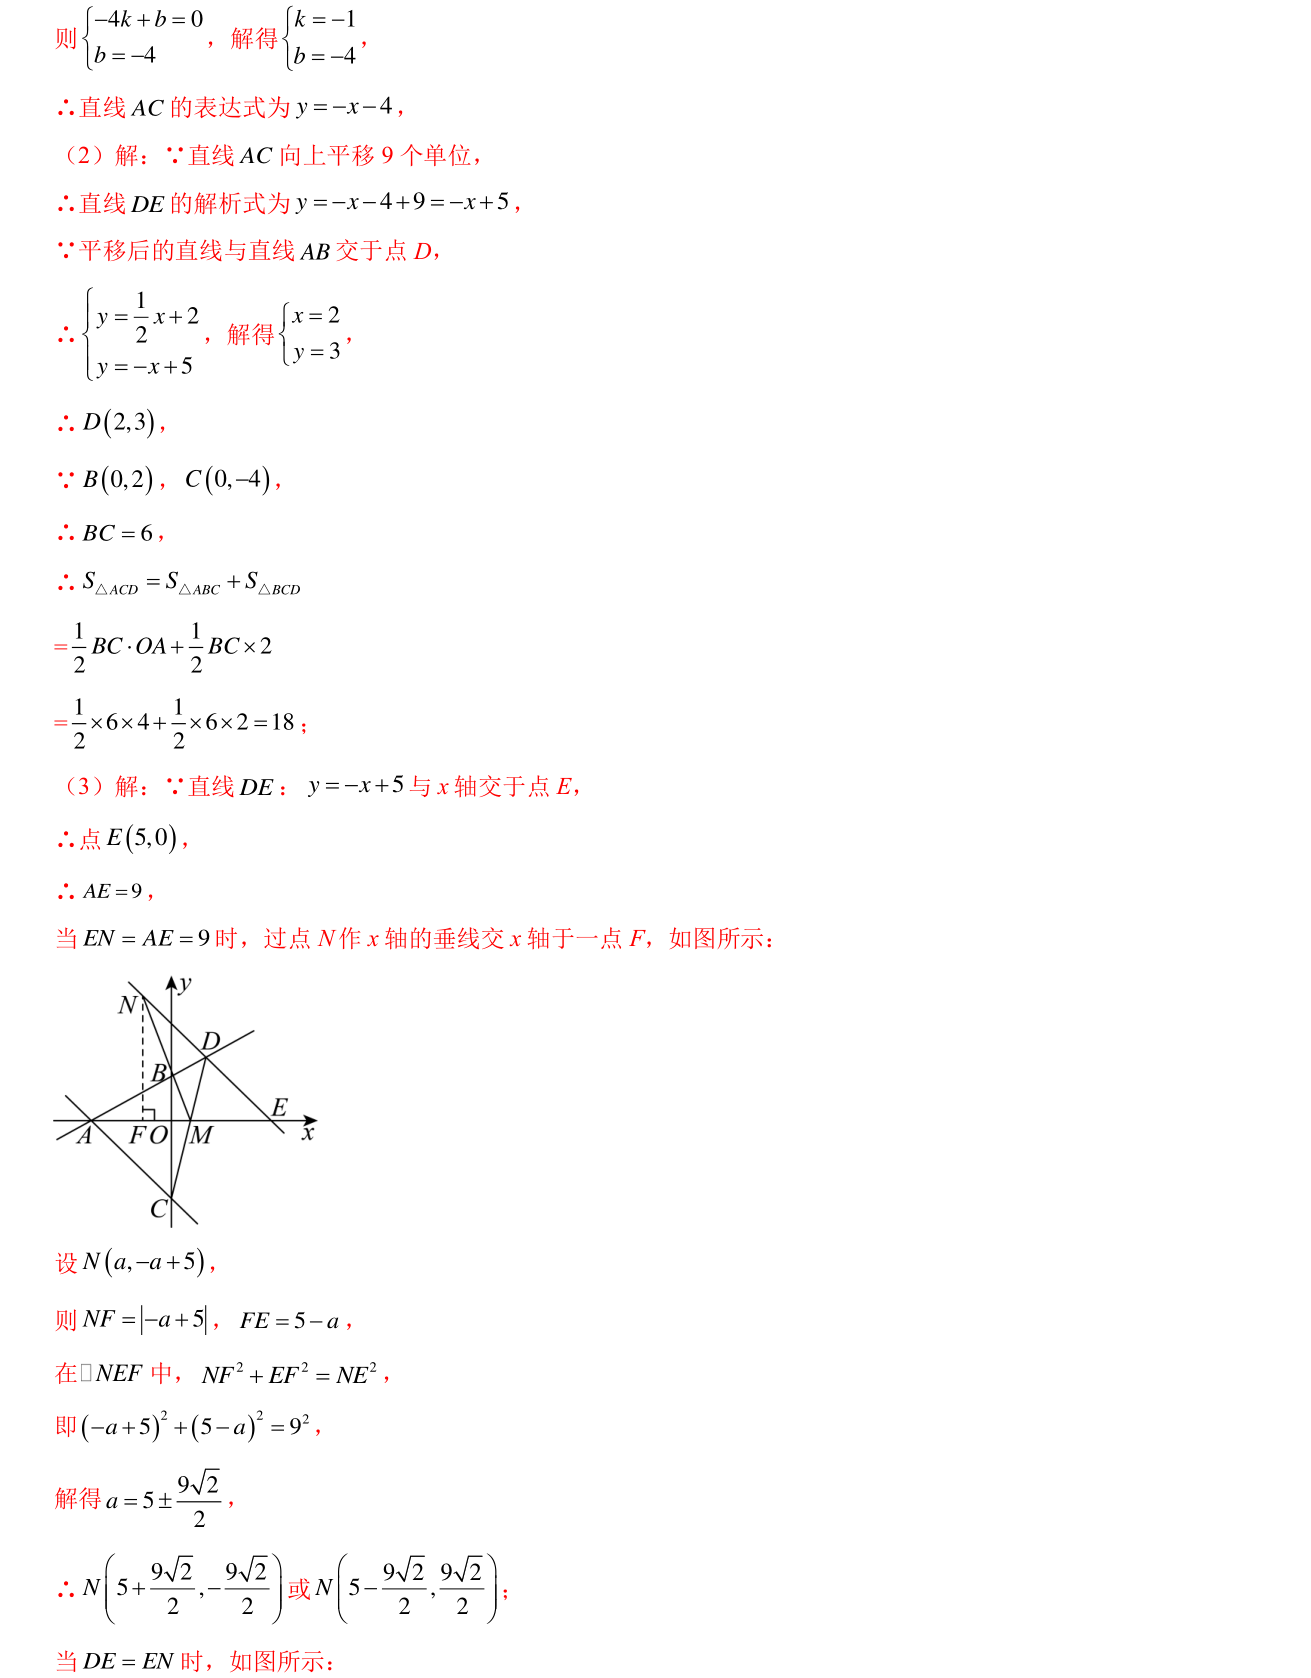 则{−4k+b=0 b=−4，解得{k=−1 b=−4，
∴直线AC的表达式为y=−x−4，
（2）解：∵直线AC向上平移9个单位，
∴直线DE的解析式为y=−x−4+9=−x+5，
∵平移后的直线与直线AB交于点D，
∴{y=1/2x+2 y=−x+5，解得{x=2 y=3，
∴D(2,3)，
∵B(0,2)，C(0,−4)，
∴BC=6，
∴S△ACD=S△ABC+S△BCD
=1/2BC·OA+1/2BC×2
=1/2×6×4+1/2×6×2=18；
（3）解：∵直线DE：y=−x+5与x轴交于点E，
∴点E(5,0)，
∴AE=9，
当EN=AE=9时，过点N作x轴的垂线交x轴于一点F，如图所示：
y
N
D
B
E
A F O M x
C
设N(a,−a+5)，
则NF=|−a+5|，FE=5−a，
在□NEF中，NF²+EF²=NE²，
即(−a+5)²+(5−a)²=9²，
解得a=5±9√2/2，
∴N(5+9√2/2,−9√2/2)或N(5−9√2/2,9√2/2)；
当DE=EN时，如图所示：